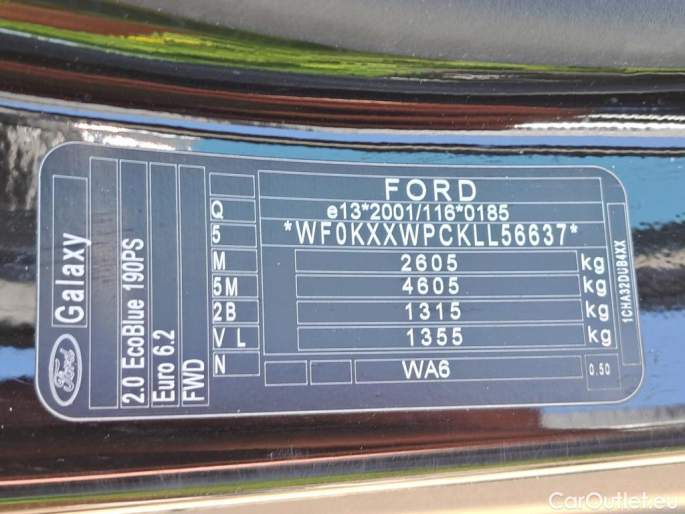 FORD
Q e13*2001/116*0185
5 *WF0KXXWPCKLL56637*
M 2605 kg
5M 4605 kg
2B 1315 kg
V L 1355 kg
N WA6 0.50
1CHA32DUB4XX
Ford
Galaxy
2.0 EcoBlue 190PS
Euro 6.2
FWD
CarOutlet.eu